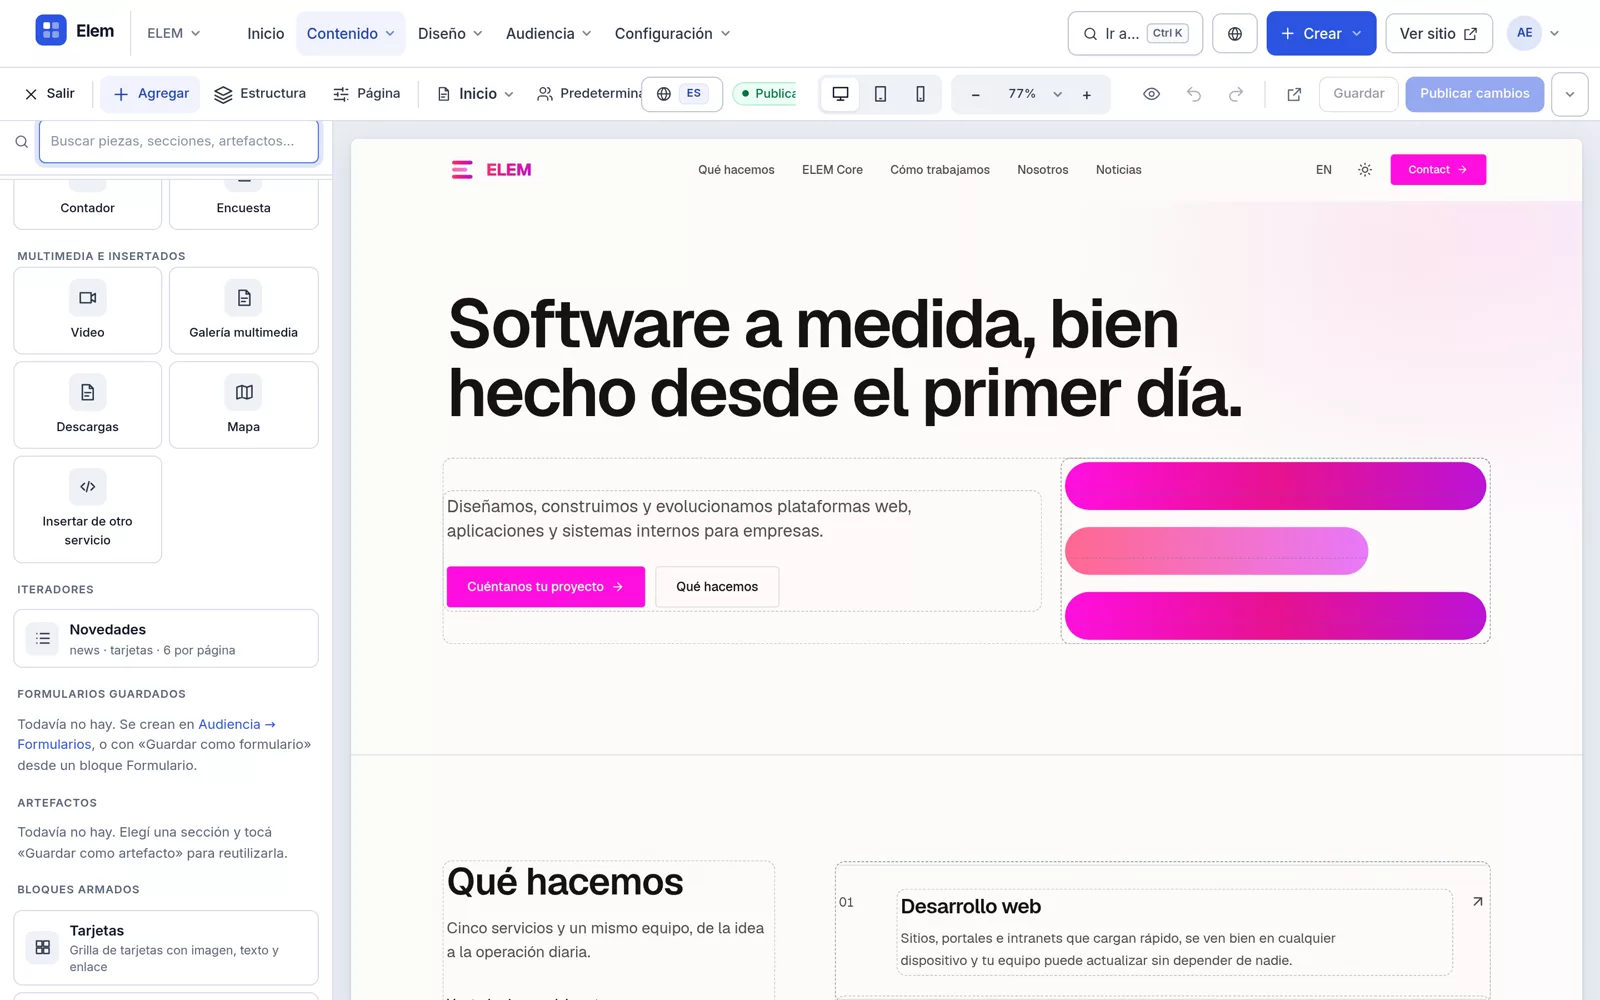 Elem
ELEM
Inicio
Contenido
Diseño
Audiencia
Configuración
Ir a...
Ctrl K
Crear
Ver sitio
AE
Salir
Agregar
Estructura
Página
Inicio
Predetermina
ES
Publica
77%
Guardar
Publicar cambios
Buscar piezas, secciones, artefactos...
Contador
Encuesta
MULTIMEDIA E INSERTADOS
Video
Galería multimedia
Descargas
Mapa
Insertar de otro
servicio
ITERADORES
Novedades
news · tarjetas · 6 por página
FORMULARIOS GUARDADOS
Todavía no hay. Se crean en Audiencia →
Formularios, o con «Guardar como formulario»
desde un bloque Formulario.
ARTEFACTOS
Todavía no hay. Elegí una sección y tocá
«Guardar como artefacto» para reutilizarla.
BLOQUES ARMADOS
Tarjetas
Grilla de tarjetas con imagen, texto y
enlace
ELEM
Qué hacemos
ELEM Core
Cómo trabajamos
Nosotros
Noticias
EN
Contact →
Software a medida, bien
hecho desde el primer día.
Diseñamos, construimos y evolucionamos plataformas web,
aplicaciones y sistemas internos para empresas.
Cuéntanos tu proyecto →
Qué hacemos
Qué hacemos
Cinco servicios y un mismo equipo, de la idea
a la operación diaria.
01
Desarrollo web
Sitios, portales e intranets que cargan rápido, se ven bien en cualquier
dispositivo y tu equipo puede actualizar sin depender de nadie.